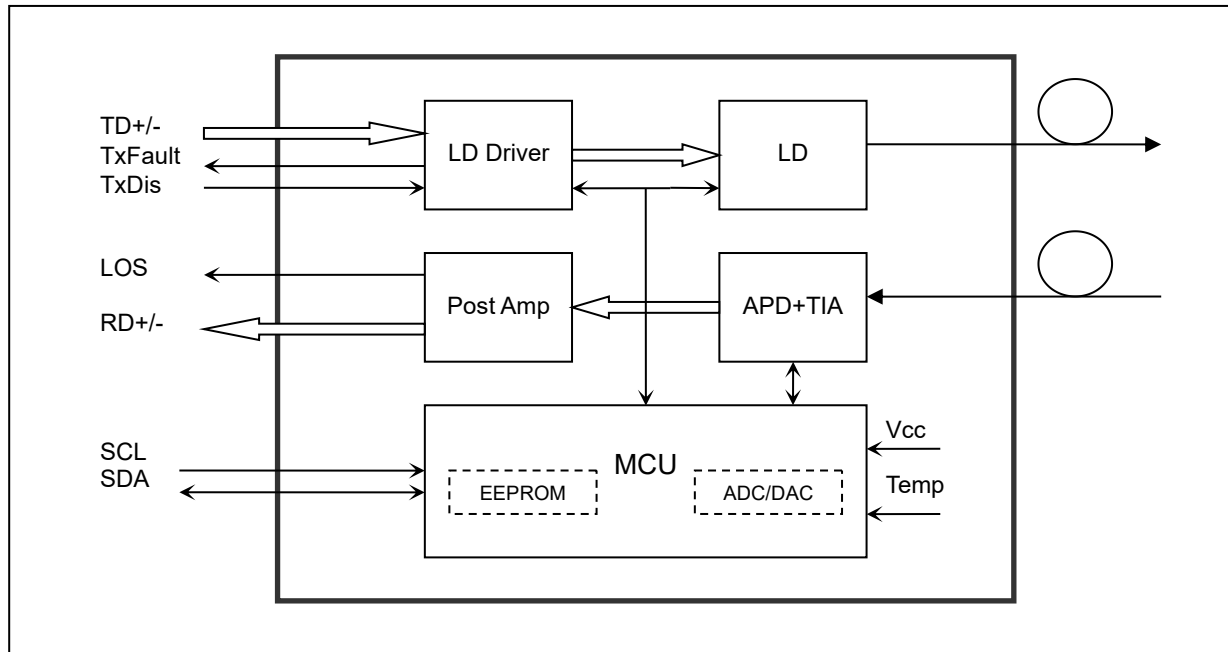 TD+/-
TxFault
TxDis
LD Driver
LD
LOS
RD+/-
Post Amp
APD+TIA
SCL
SDA
MCU
EEPROM
ADC/DAC
Vcc
Temp